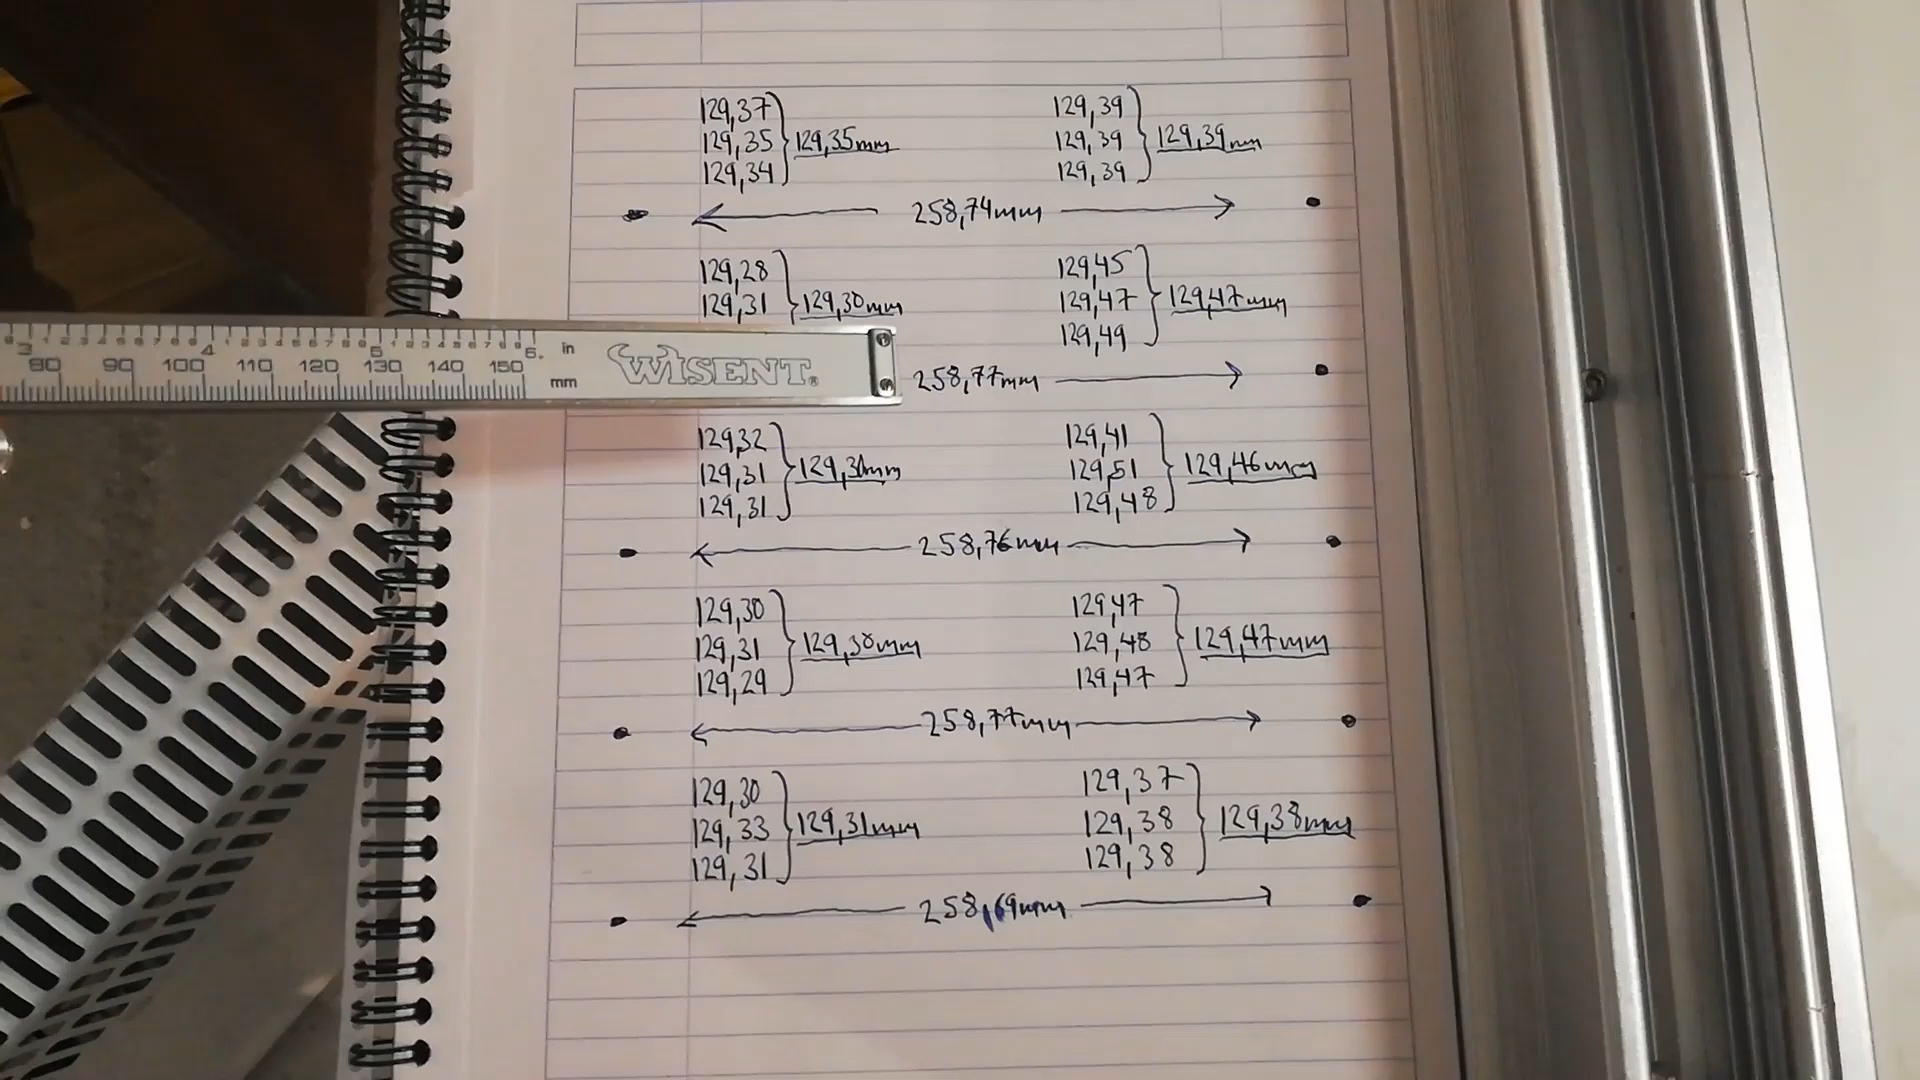 129,37
129,35
129,34
129,35mm
129,39
129,39
129,39
129,39mm
258,74mm
129,28
129,31
129,30mm
129,45
129,47
129,49
129,47mm
258,77mm
3 4 5 6. in
80 90 100 110 120 130 140 150 mm
WISENT.®
129,32
129,31
129,31
129,30mm
129,41
129,51
129,48
129,46mm
258,76mm
129,30
129,31
129,29
129,30mm
129,47
129,48
129,47
129,47mm
258,77mm
129,30
129,33
129,31
129,31mm
129,37
129,38
129,38
129,38mm
258,69mm